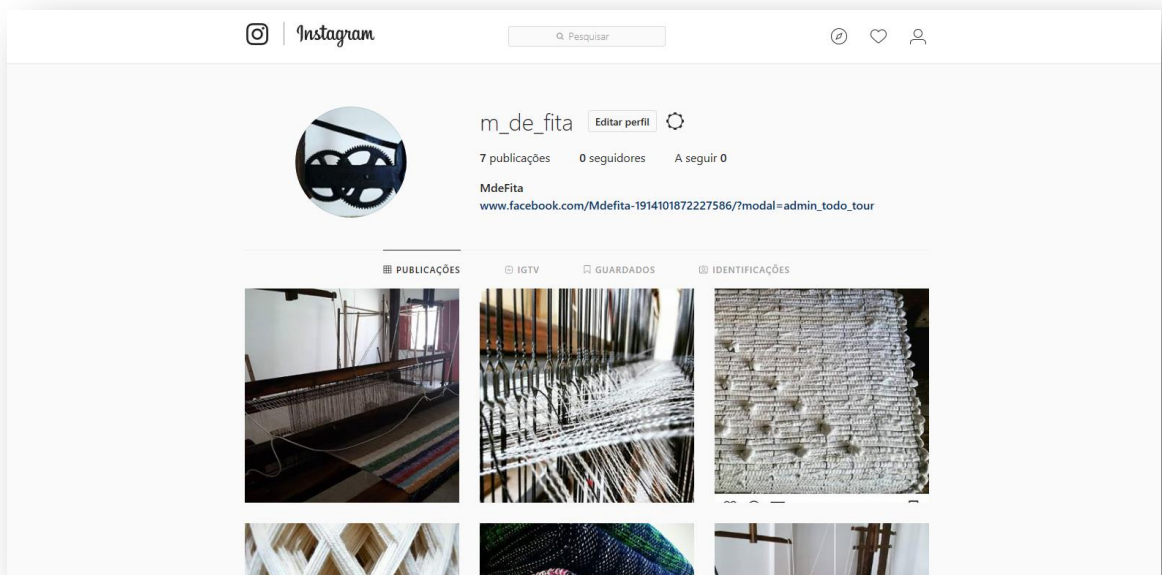 Instagram
Pesquisar
m_de_fita Editar perfil
7 publicações 0 seguidores A seguir 0
MdeFita
www.facebook.com/Mdefita-1914101872227586/?modal=admin_todo_tour
PUBLICAÇÕES IGTV GUARDADOS IDENTIFICAÇÕES